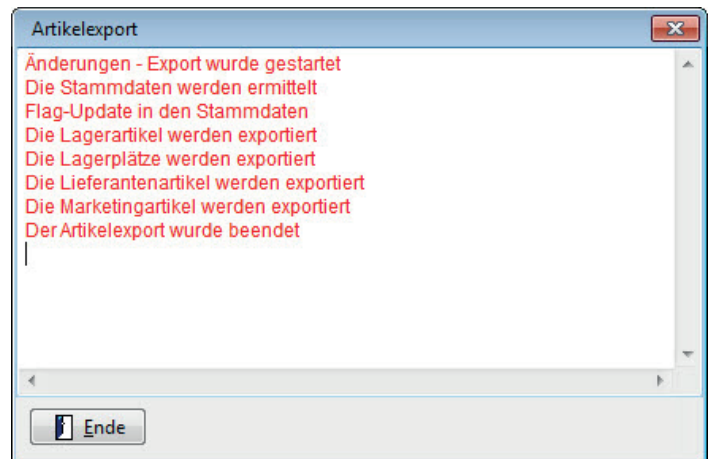 Artikelexport
Änderungen - Export wurde gestartet
Die Stammdaten werden ermittelt
Flag-Update in den Stammdaten
Die Lagerartikel werden exportiert
Die Lagerplätze werden exportiert
Die Lieferantenartikel werden exportiert
Die Marketingartikel werden exportiert
Der Artikelexport wurde beendet
Ende